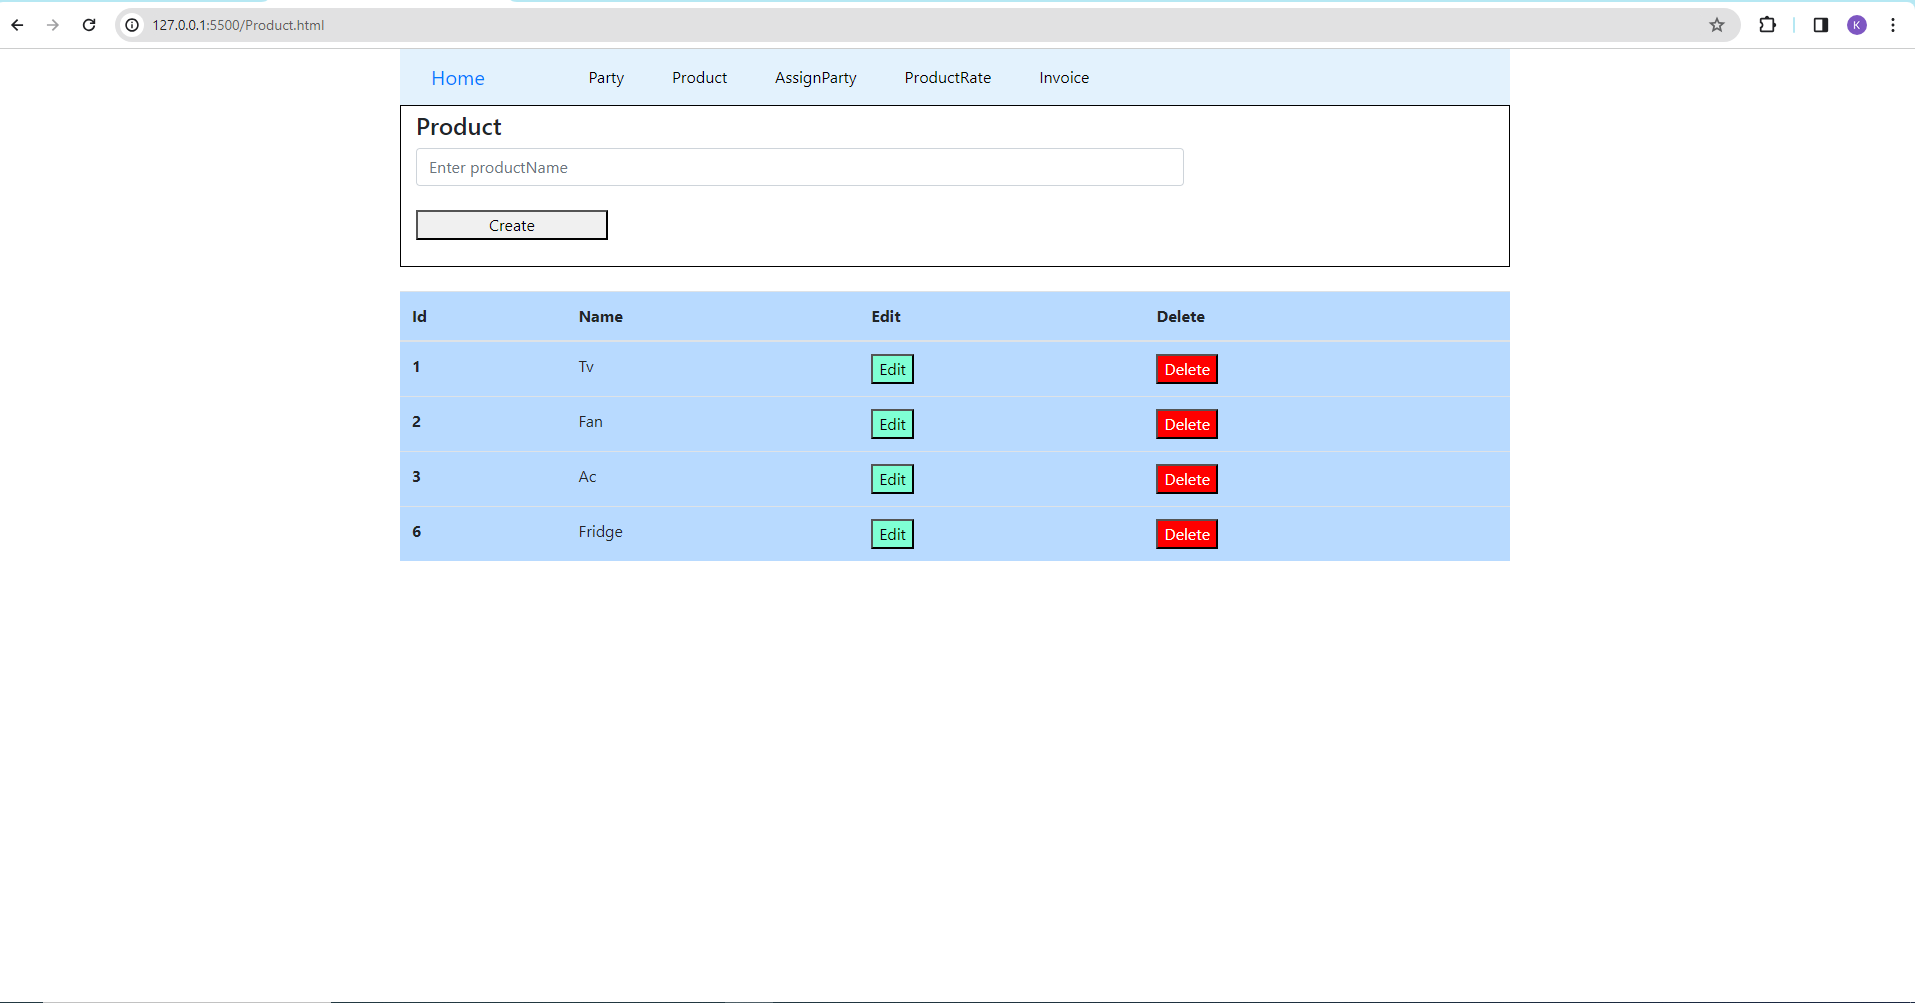 127.0.0.1:5500/Product.html
K
Home Party Product AssignParty ProductRate Invoice
Product
Enter productName
Create
Id Name Edit Delete
1 Tv Edit Delete
2 Fan Edit Delete
3 Ac Edit Delete
6 Fridge Edit Delete